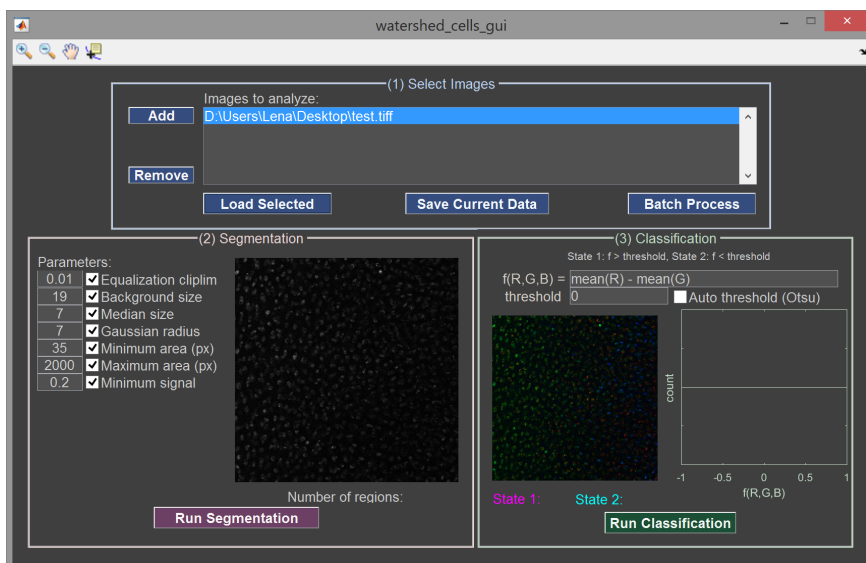 watershed_cells_gui
(1) Select Images
Images to analyze:
Add
D:\Users\Lena\Desktop\test.tiff
Remove
Load Selected
Save Current Data
Batch Process
(2) Segmentation
Parameters:
0.01 Equalization cliplim
19 Background size
7 Median size
7 Gaussian radius
35 Minimum area (px)
2000 Maximum area (px)
0.2 Minimum signal
Number of regions:
Run Segmentation
(3) Classification
State 1: f > threshold, State 2: f < threshold
f(R,G,B) = mean(R) - mean(G)
threshold 0 Auto threshold (Otsu)
count
-1 -0.5 0 0.5 1
f(R,G,B)
State 1: State 2:
Run Classification